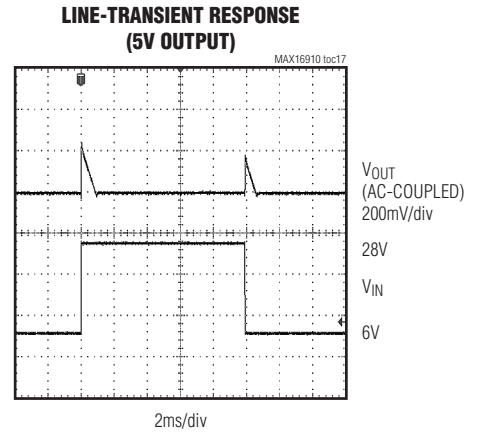 LINE-TRANSIENT RESPONSE
(5V OUTPUT)
MAX16910 toc17
VOUT
(AC-COUPLED)
200mV/div
28V
VIN
6V
2ms/div